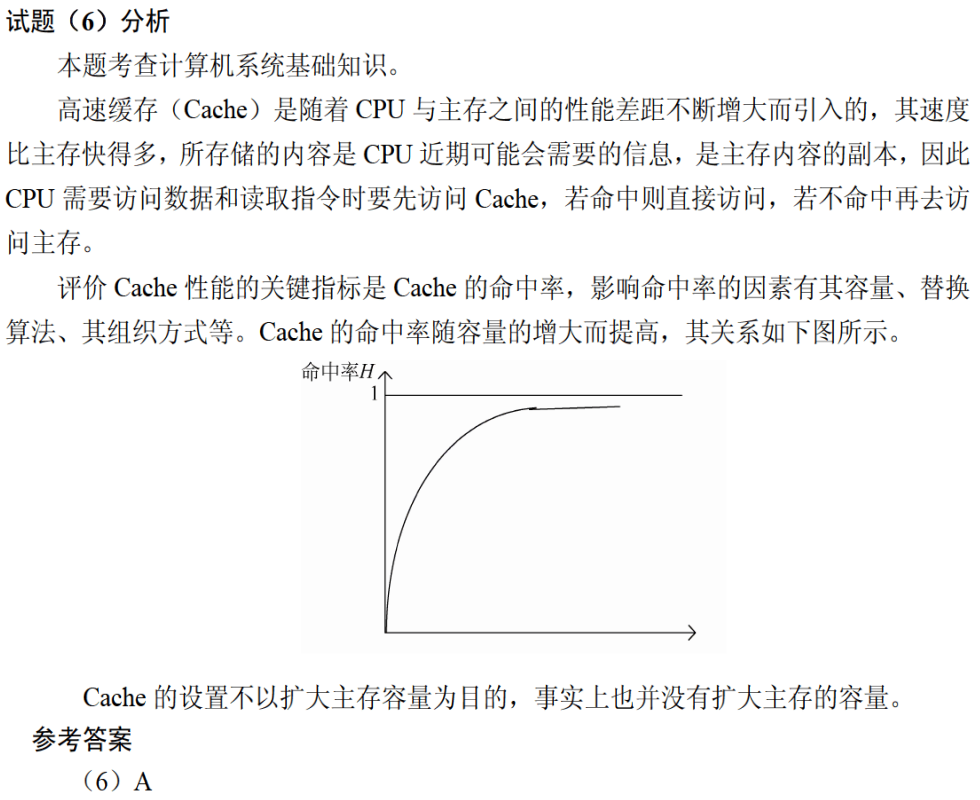 试题（6）分析
本题考查计算机系统基础知识。
高速缓存（Cache）是随着 CPU 与主存之间的性能差距不断增大而引入的，其速度
比主存快得多，所存储的内容是 CPU 近期可能会需要的信息，是主存内容的副本，因此
CPU 需要访问数据和读取指令时要先访问 Cache，若命中则直接访问，若不命中再去访
问主存。
评价 Cache 性能的关键指标是 Cache 的命中率，影响命中率的因素有其容量、替换
算法、其组织方式等。Cache 的命中率随容量的增大而提高，其关系如下图所示。
命中率H
1
Cache 的设置不以扩大主存容量为目的，事实上也并没有扩大主存的容量。
参考答案
（6）A